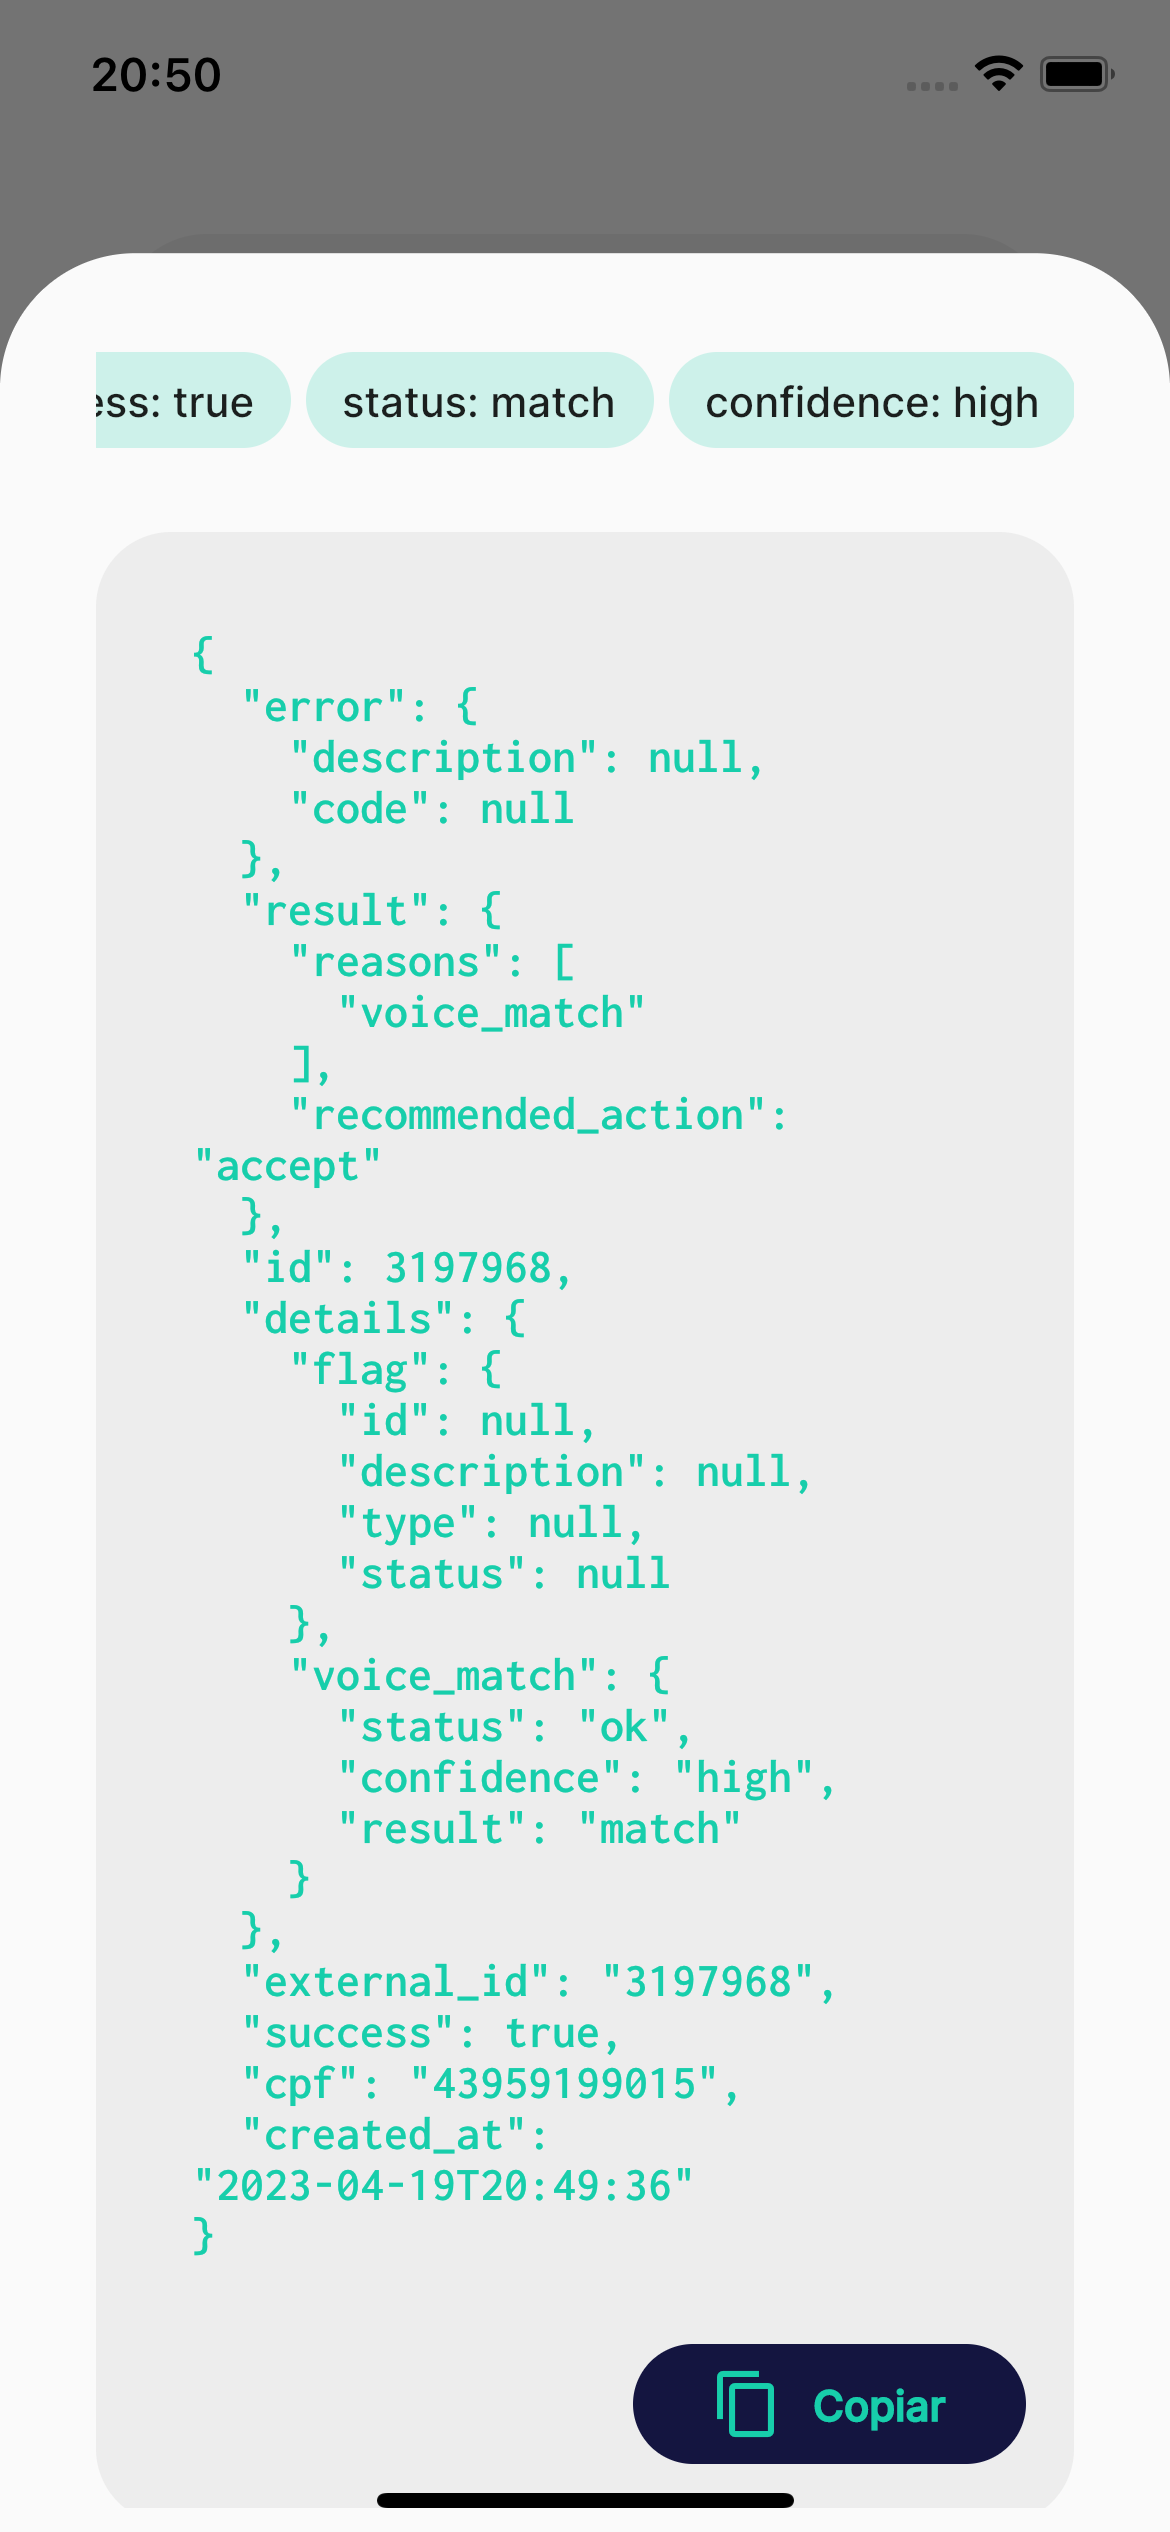 20:50
ess: true
status: match
confidence: high
{
  "error": {
    "description": null,
    "code": null
  },
  "result": {
    "reasons": [
      "voice_match"
    ],
    "recommended_action":
"accept"
  },
  "id": 3197968,
  "details": {
    "flag": {
      "id": null,
      "description": null,
      "type": null,
      "status": null
    },
    "voice_match": {
      "status": "ok",
      "confidence": "high",
      "result": "match"
    }
  },
  "external_id": "3197968",
  "success": true,
  "cpf": "43959199015",
  "created_at":
"2023-04-19T20:49:36"
}
Copiar